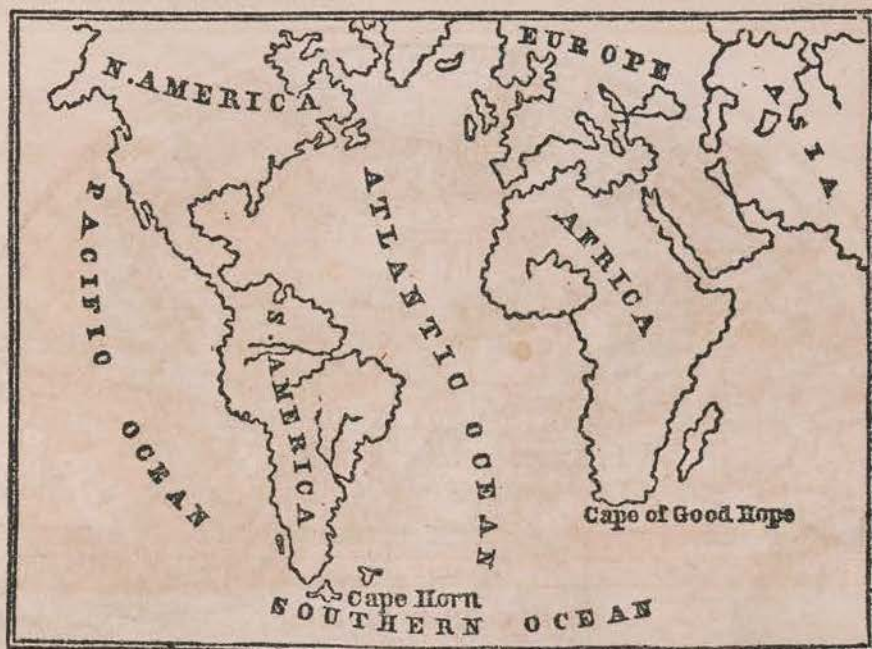 EUROPE
N. AMERICA
ASIA
PACIFIC OCEAN
ATLANTIC OCEAN
AFRICA
S. AMERICA
Cape of Good Hope
Cape Horn
SOUTHERN OCEAN